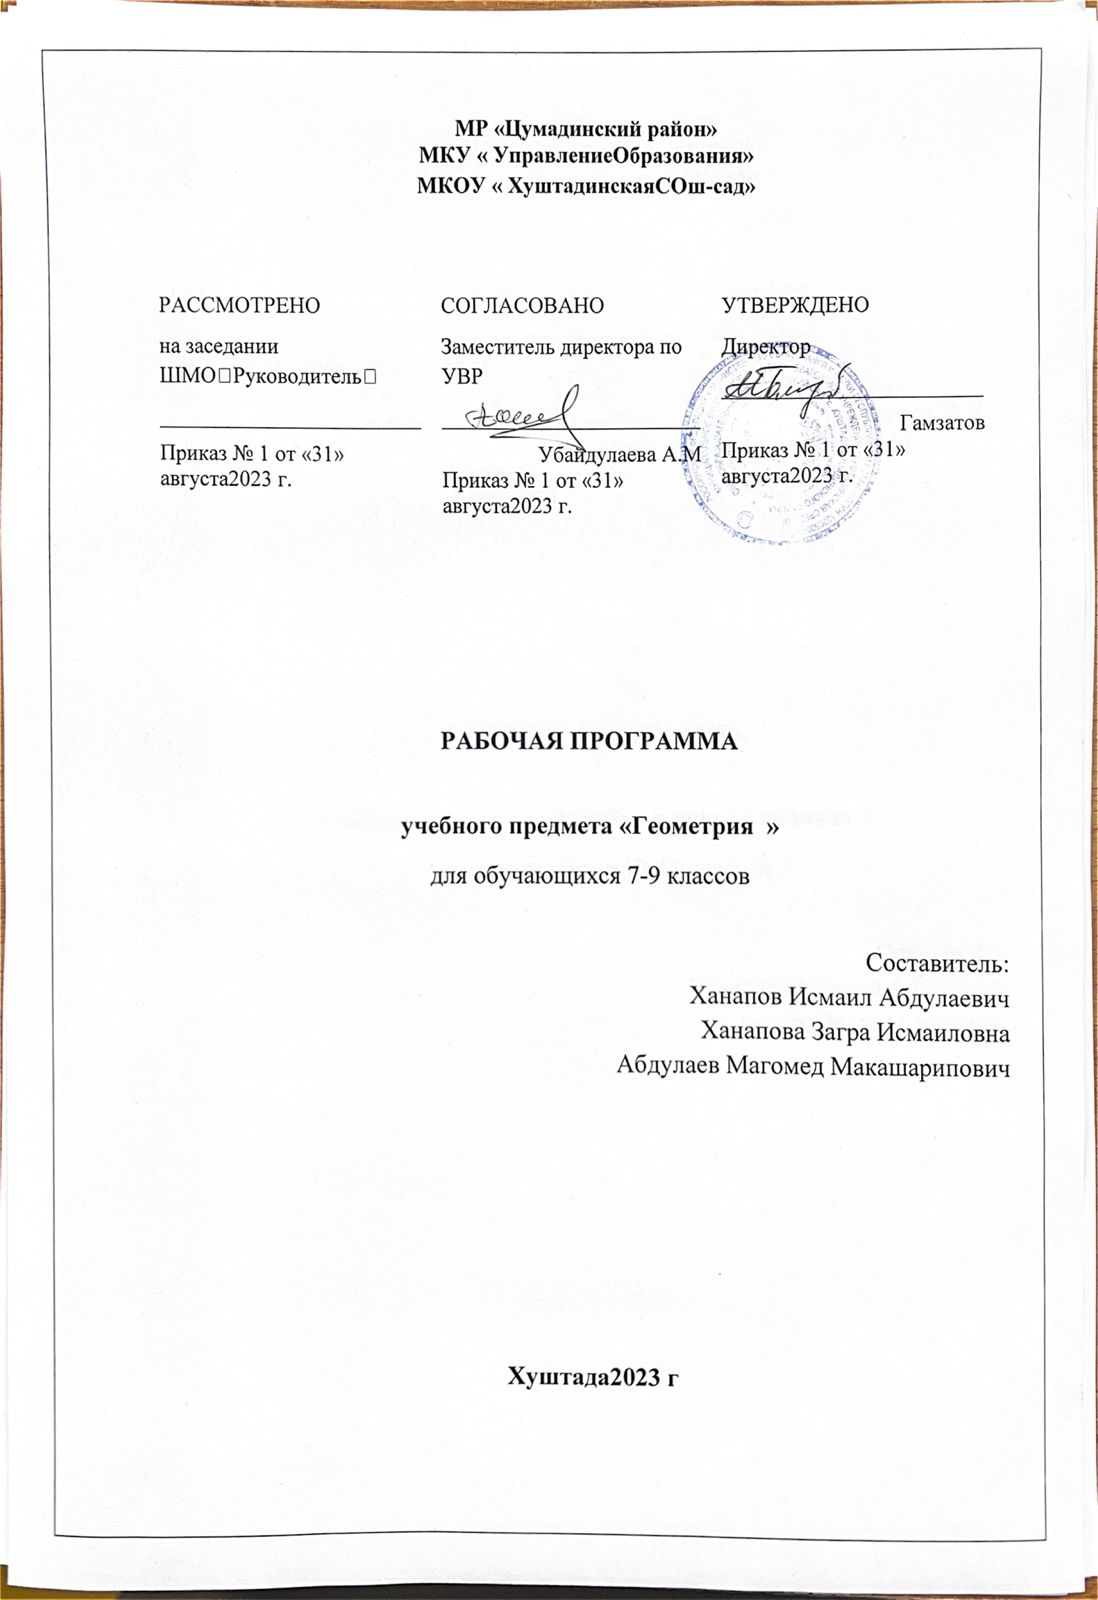 МР «Цумадинский район»
МКУ « УправлениеОбразования»
МКОУ « ХуштадинскаяСОш-сад»
РАССМОТРЕНО
на заседании
ШМО□Руководитель□
Приказ № 1 от «31»
августа2023 г.
СОГЛАСОВАНО
Заместитель директора по
УВР
Убайдулаева А.М
Приказ № 1 от «31»
августа2023 г.
УТВЕРЖДЕНО
Директор
Гамзатов
Приказ № 1 от «31»
августа2023 г.
РАБОЧАЯ ПРОГРАММА
учебного предмета «Геометрия  »
для обучающихся 7-9 классов
Составитель:
Ханапов Исмаил Абдулаевич
Ханапова Загра Исмаиловна
Абдулаев Магомед Макашарипович
Хуштада2023 г